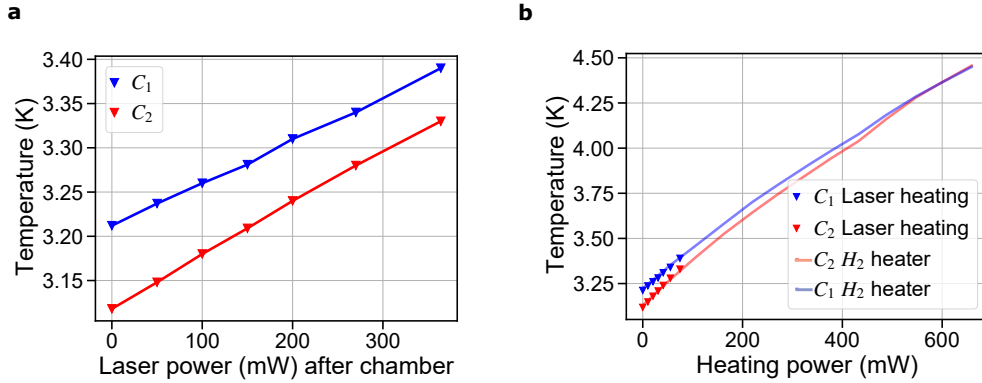 a
3.40
3.35
3.30
3.25
3.20
3.15
Temperature (K)
C1
C2
0
100
200
300
Laser power (mW) after chamber
b
4.50
4.25
4.00
3.75
3.50
3.25
Temperature (K)
C1 Laser heating
C2 Laser heating
C2 H2 heater
C1 H2 heater
0
200
400
600
Heating power (mW)